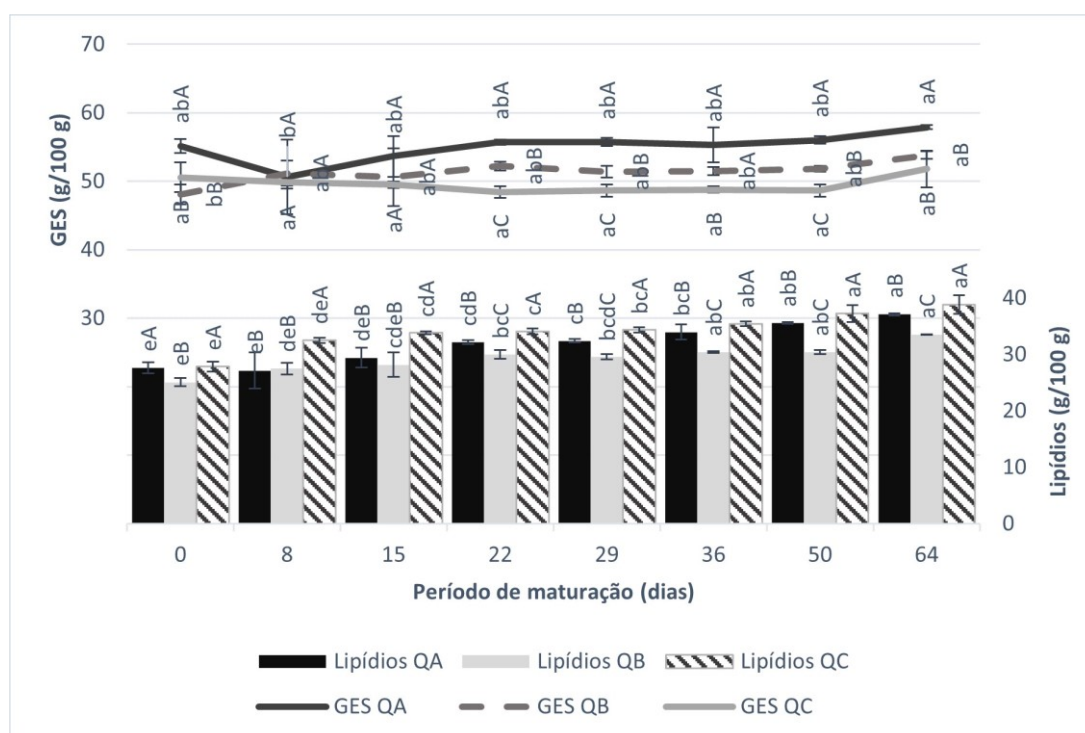 70
60
50
40
30
GES (g/100 g)
abA bA abA abA abA abA abA aA
abA abA abB abB abA abB aB
bB
aB aA aA aC aC aB aC aB
40
30
20
10
0
Lipídios (g/100 g)
eA eB eA eB deB deA deB cdeB cdA cdB bcC cA cB bcdC bcA bcB abC abA abB abC aA aB aC aA
0 8 15 22 29 36 50 64
Período de maturação (dias)
Lipídios QA Lipídios QB Lipídios QC
GES QA GES QB GES QC